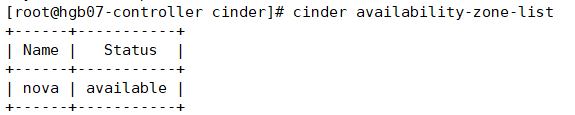 [root@hgb07-controller cinder]# cinder availability-zone-list
+------+-----------+
| Name |   Status  |
+------+-----------+
| nova | available |
+------+-----------+